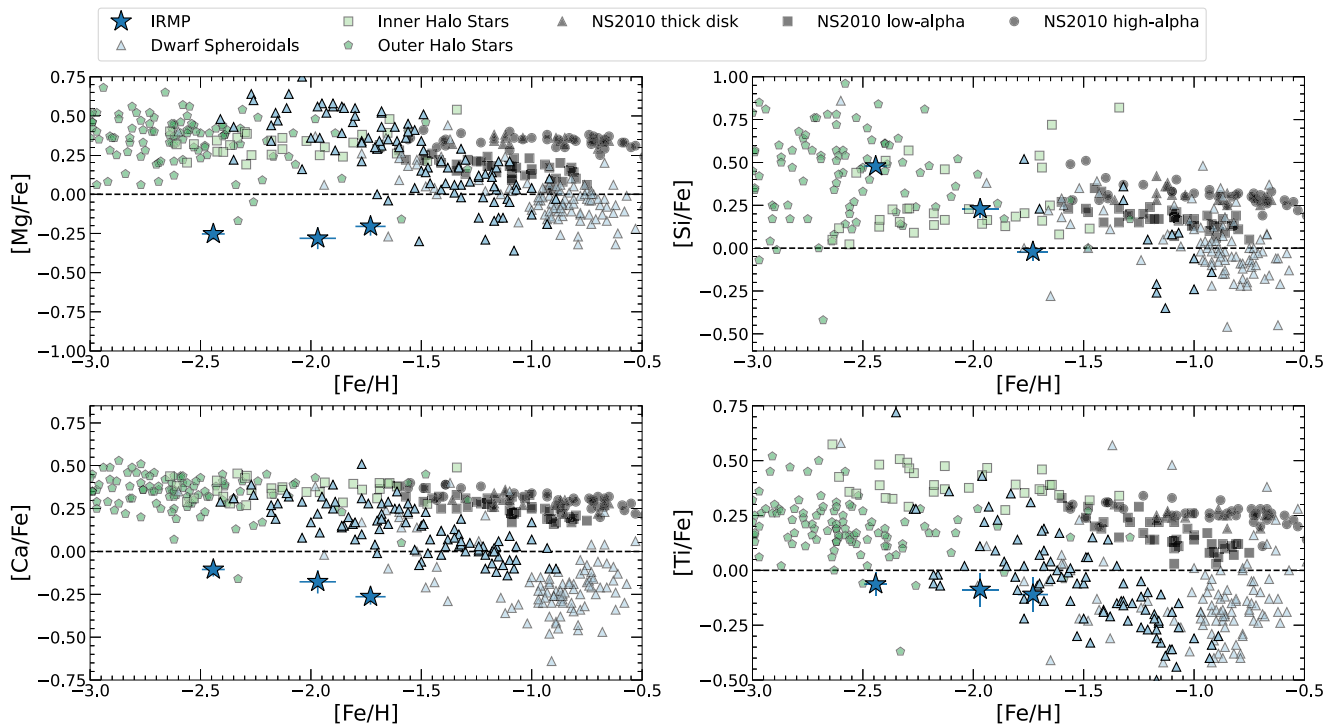 IRMP Inner Halo Stars NS2010 thick disk NS2010 low-alpha NS2010 high-alpha
Dwarf Spheroidals Outer Halo Stars
0.75
0.50
0.25
0.00
−0.25
−0.50
−0.75
−1.00
[Mg/Fe]
−3.0 −2.5 −2.0 −1.5 −1.0 −0.5
[Fe/H]
1.00
0.75
0.50
0.25
0.00
−0.25
−0.50
[Si/Fe]
−3.0 −2.5 −2.0 −1.5 −1.0 −0.5
[Fe/H]
0.75
0.50
0.25
0.00
−0.25
−0.50
−0.75
[Ca/Fe]
−3.0 −2.5 −2.0 −1.5 −1.0 −0.5
[Fe/H]
0.75
0.50
0.25
0.00
−0.25
−0.50
[Ti/Fe]
−3.0 −2.5 −2.0 −1.5 −1.0 −0.5
[Fe/H]